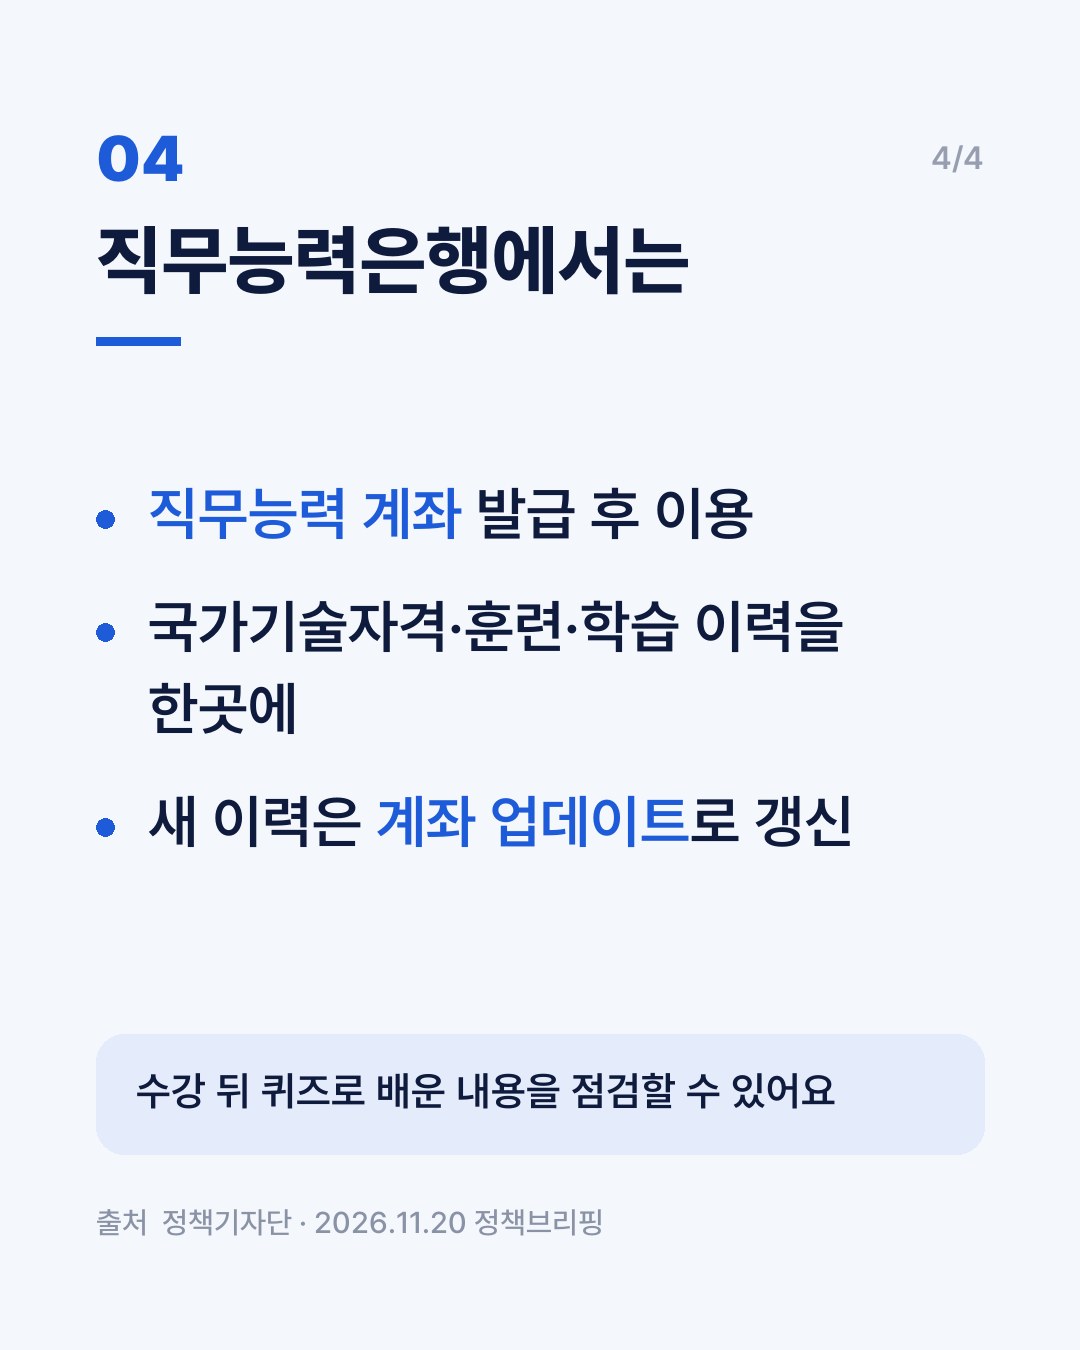 04
4/4
직무능력은행에서는
직무능력 계좌 발급 후 이용
국가기술자격·훈련·학습 이력을
한곳에
새 이력은 계좌 업데이트로 갱신
수강 뒤 퀴즈로 배운 내용을 점검할 수 있어요
출처 정책기자단 · 2026.11.20 정책브리핑